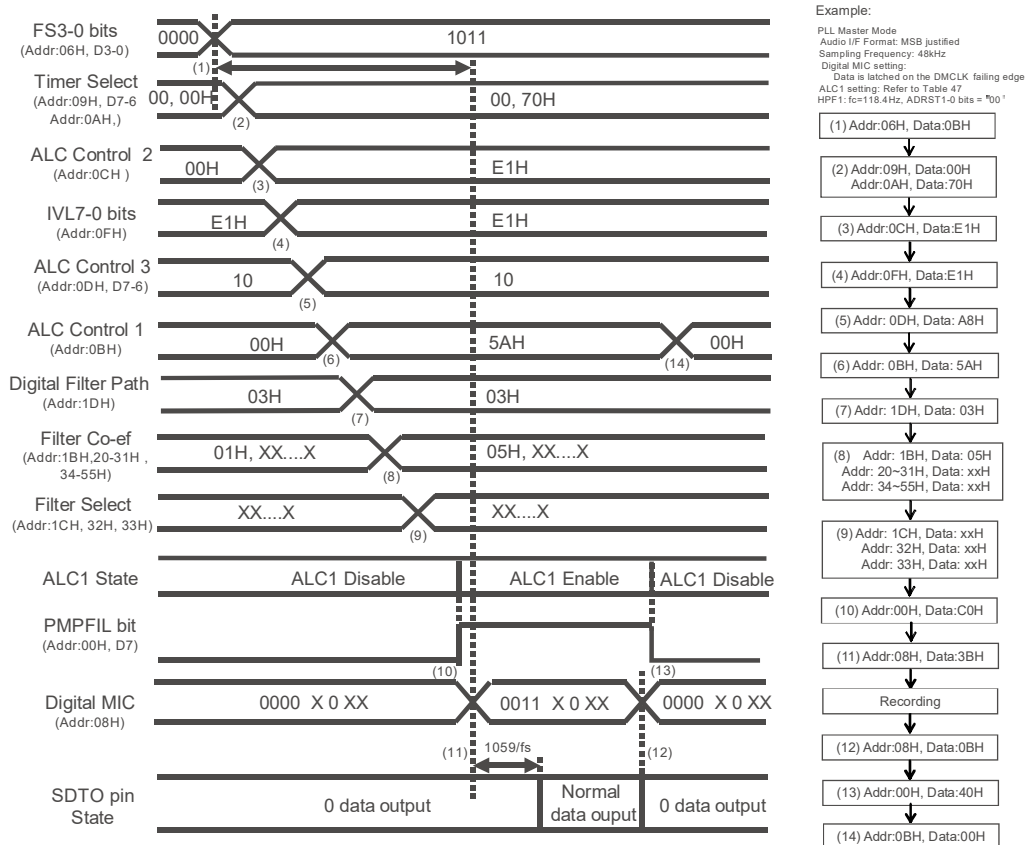 FS3-0 bits
(Addr:06H, D3-0)
0000
1011
(1)
Timer Select
(Addr:09H, D7-6
Addr:0AH,)
00, 00H
00, 70H
(2)
ALC Control 2
(Addr:0CH )
00H
E1H
(3)
IVL7-0 bits
(Addr:0FH)
E1H
E1H
(4)
ALC Control 3
(Addr:0DH, D7-6)
10
10
(5)
ALC Control 1
(Addr:0BH)
00H
5AH
00H
(6)
(14)
Digital Filter Path
(Addr:1DH)
03H
03H
(7)
Filter Co-ef
(Addr:1BH,20-31H ,
34-55H)
01H, XX....X
05H, XX....X
(8)
Filter Select
(Addr:1CH, 32H, 33H)
XX....X
XX....X
(9)
ALC1 State
ALC1 Disable
ALC1 Enable
ALC1 Disable
PMPFIL bit
(Addr:00H, D7)
(10)
(13)
Digital MIC
(Addr:08H)
0000 X 0 XX
0011 X 0 XX
0000 X 0 XX
(11)
1059/fs
(12)
SDTO pin
State
0 data output
Normal
data ouput
0 data output
Example:
PLL Master Mode
Audio I/F Format: MSB justified
Sampling Frequency: 48kHz
Digital MIC setting:
Data is latched on the DMCLK failing edge
ALC1 setting: Refer to Table 47
HPF1: fc=118.4Hz, ADRST1-0 bits = "00"
(1) Addr:06H, Data:0BH
(2) Addr:09H, Data:00H
Addr:0AH, Data:70H
(3) Addr:0CH, Data:E1H
(4) Addr:0FH, Data:E1H
(5) Addr: 0DH, Data: A8H
(6) Addr: 0BH, Data: 5AH
(7) Addr: 1DH, Data: 03H
(8) Addr: 1BH, Data: 05H
Addr: 20~31H, Data: xxH
Addr: 34~55H, Data: xxH
(9) Addr: 1CH, Data: xxH
Addr: 32H, Data: xxH
Addr: 33H, Data: xxH
(10) Addr:00H, Data:C0H
(11) Addr:08H, Data:3BH
Recording
(12) Addr:08H, Data:0BH
(13) Addr:00H, Data:40H
(14) Addr:0BH, Data:00H